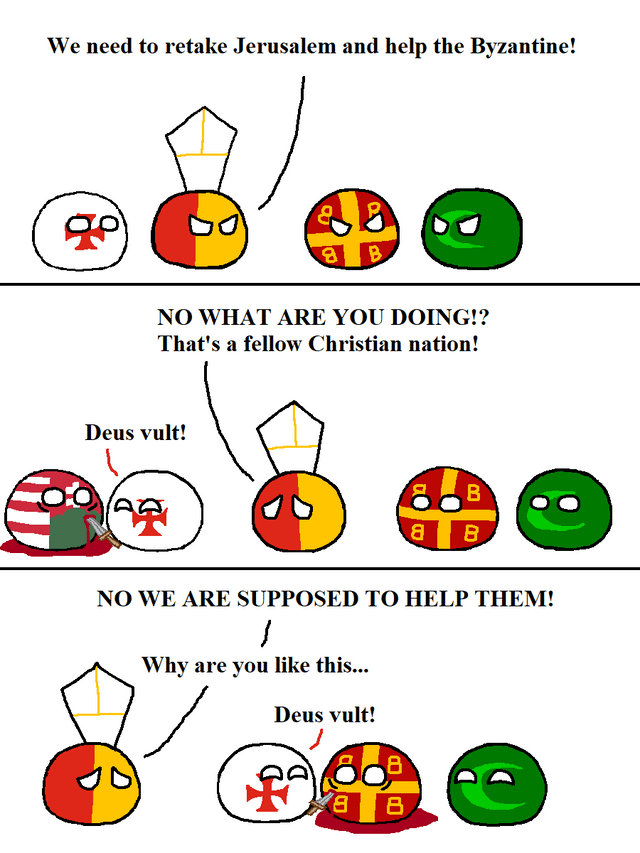 We need to retake Jerusalem and help the Byzantine!
B B
B B
NO WHAT ARE YOU DOING!?
That's a fellow Christian nation!
Deus vult!
B B
B B
NO WE ARE SUPPOSED TO HELP THEM!
Why are you like this...
Deus vult!
B B
B B